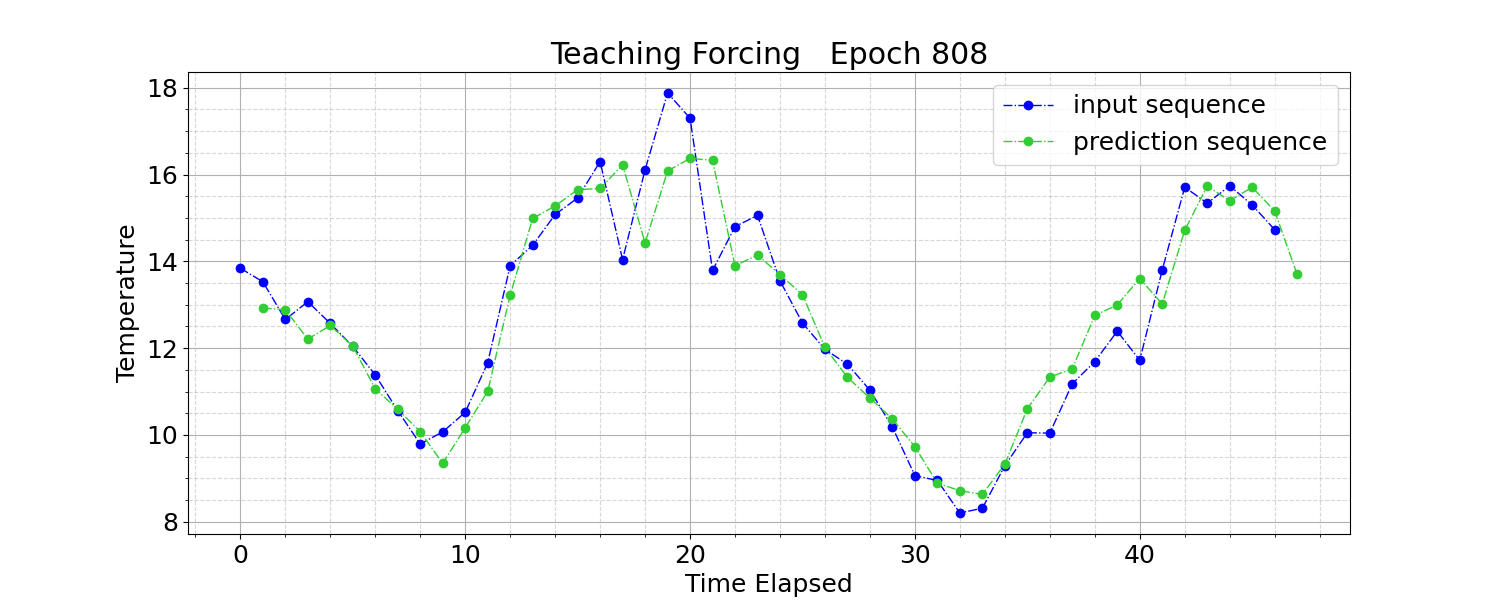 Teaching Forcing   Epoch 808
input sequence
prediction sequence
Temperature
18
16
14
12
10
8
0 10 20 30 40
Time Elapsed